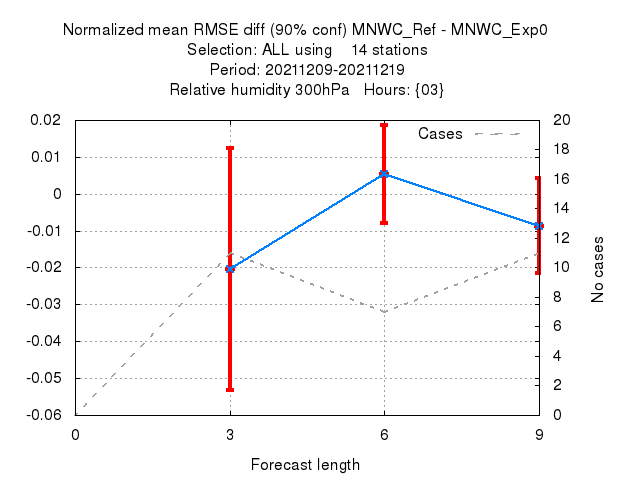 Normalized mean RMSE diff (90% conf) MNWC_Ref - MNWC_Exp0
Selection: ALL using    14 stations
Period: 20211209-20211219
Relative humidity 300hPa   Hours: {03}
Cases
0.02
0.01
0
-0.01
-0.02
-0.03
-0.04
-0.05
-0.06
20
18
16
14
12
10
8
6
4
2
0
No cases
0 3 6 9
Forecast length